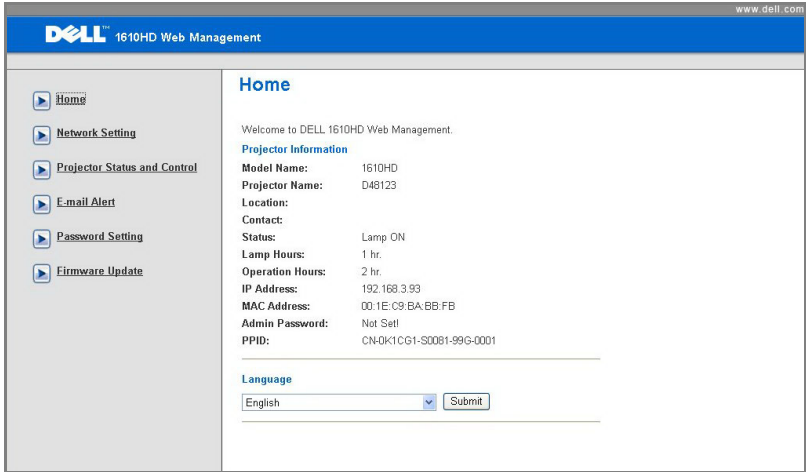 www.dell.com
DELL™ 1610HD Web Management
Home
Network Setting
Projector Status and Control
E-mail Alert
Password Setting
Firmware Update
Home
Welcome to DELL 1610HD Web Management.
Projector Information
Model Name: 1610HD
Projector Name: D48123
Location:
Contact:
Status: Lamp ON
Lamp Hours: 1 hr.
Operation Hours: 2 hr.
IP Address: 192.168.3.93
MAC Address: 00:1E:C9:BA:BB:FB
Admin Password: Not Set!
PPID: CN-0K1CG1-S0081-99G-0001
Language
English Submit